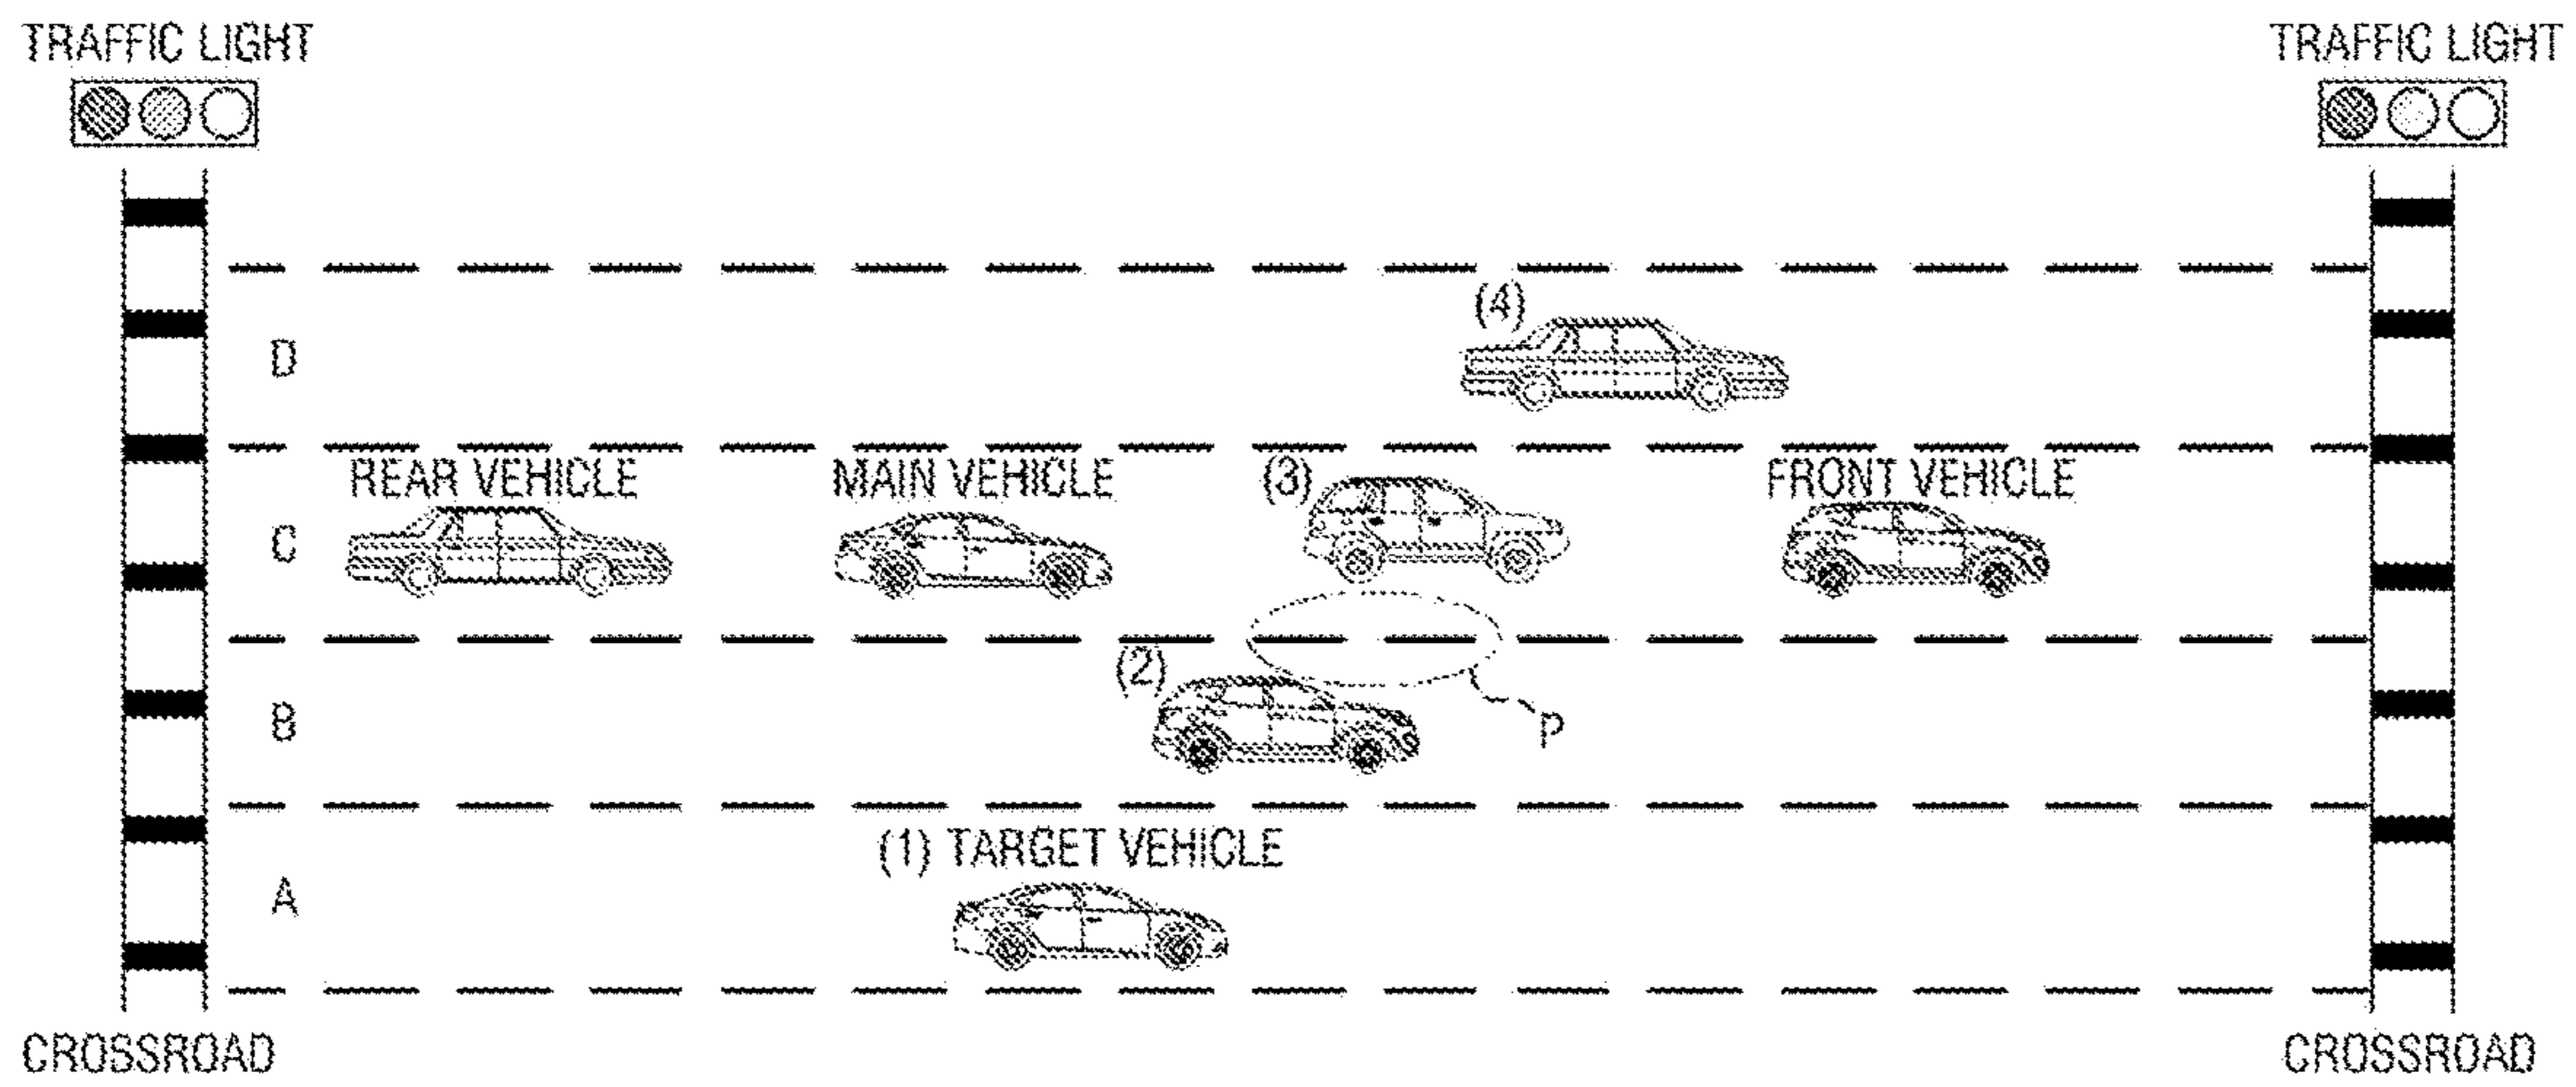 TRAFFIC LIGHT
TRAFFIC LIGHT
(4)
D
REAR VEHICLE
MAIN VEHICLE
(3)
FRONT VEHICLE
C
(2)
B
P
(1) TARGET VEHICLE
A
CROSSROAD
CROSSROAD